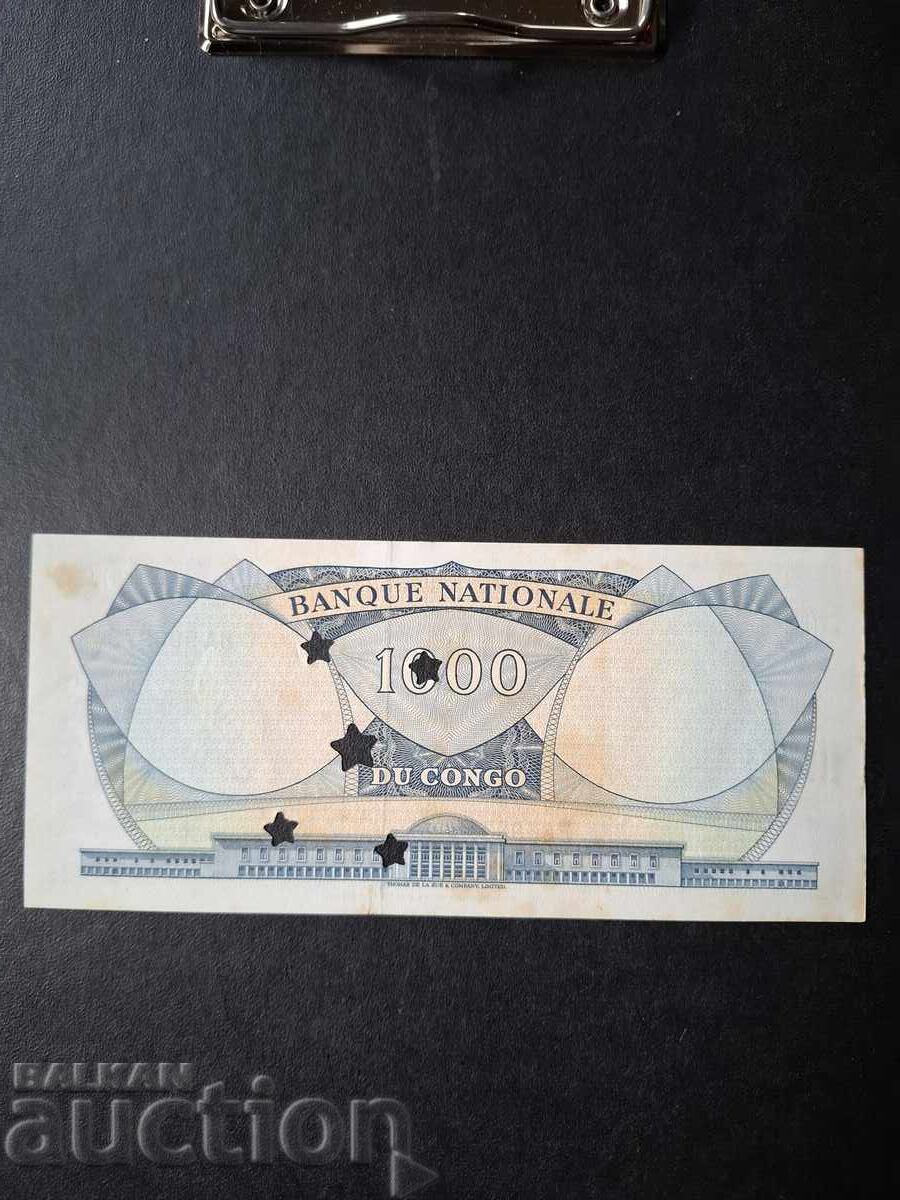 BANQUE NATIONALE
1000
DU CONGO
THOMAS DE LA RUE & COMPANY, LIMITED.
BALKAN
auction